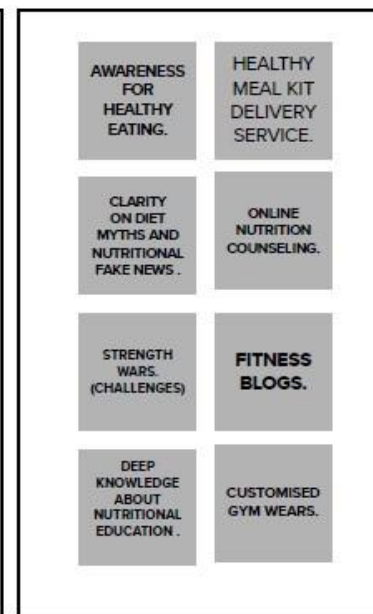 AWARENESS
FOR
HEALTHY
EATING.
HEALTHY
MEAL KIT
DELIVERY
SERVICE.
CLARITY
ON DIET
MYTHS AND
NUTRITIONAL
FAKE NEWS .
ONLINE
NUTRITION
COUNSELING.
STRENGTH
WARS.
(CHALLENGES)
FITNESS
BLOGS.
DEEP
KNOWLEDGE
ABOUT
NUTRITIONAL
EDUCATION .
CUSTOMISED
GYM WEARS.